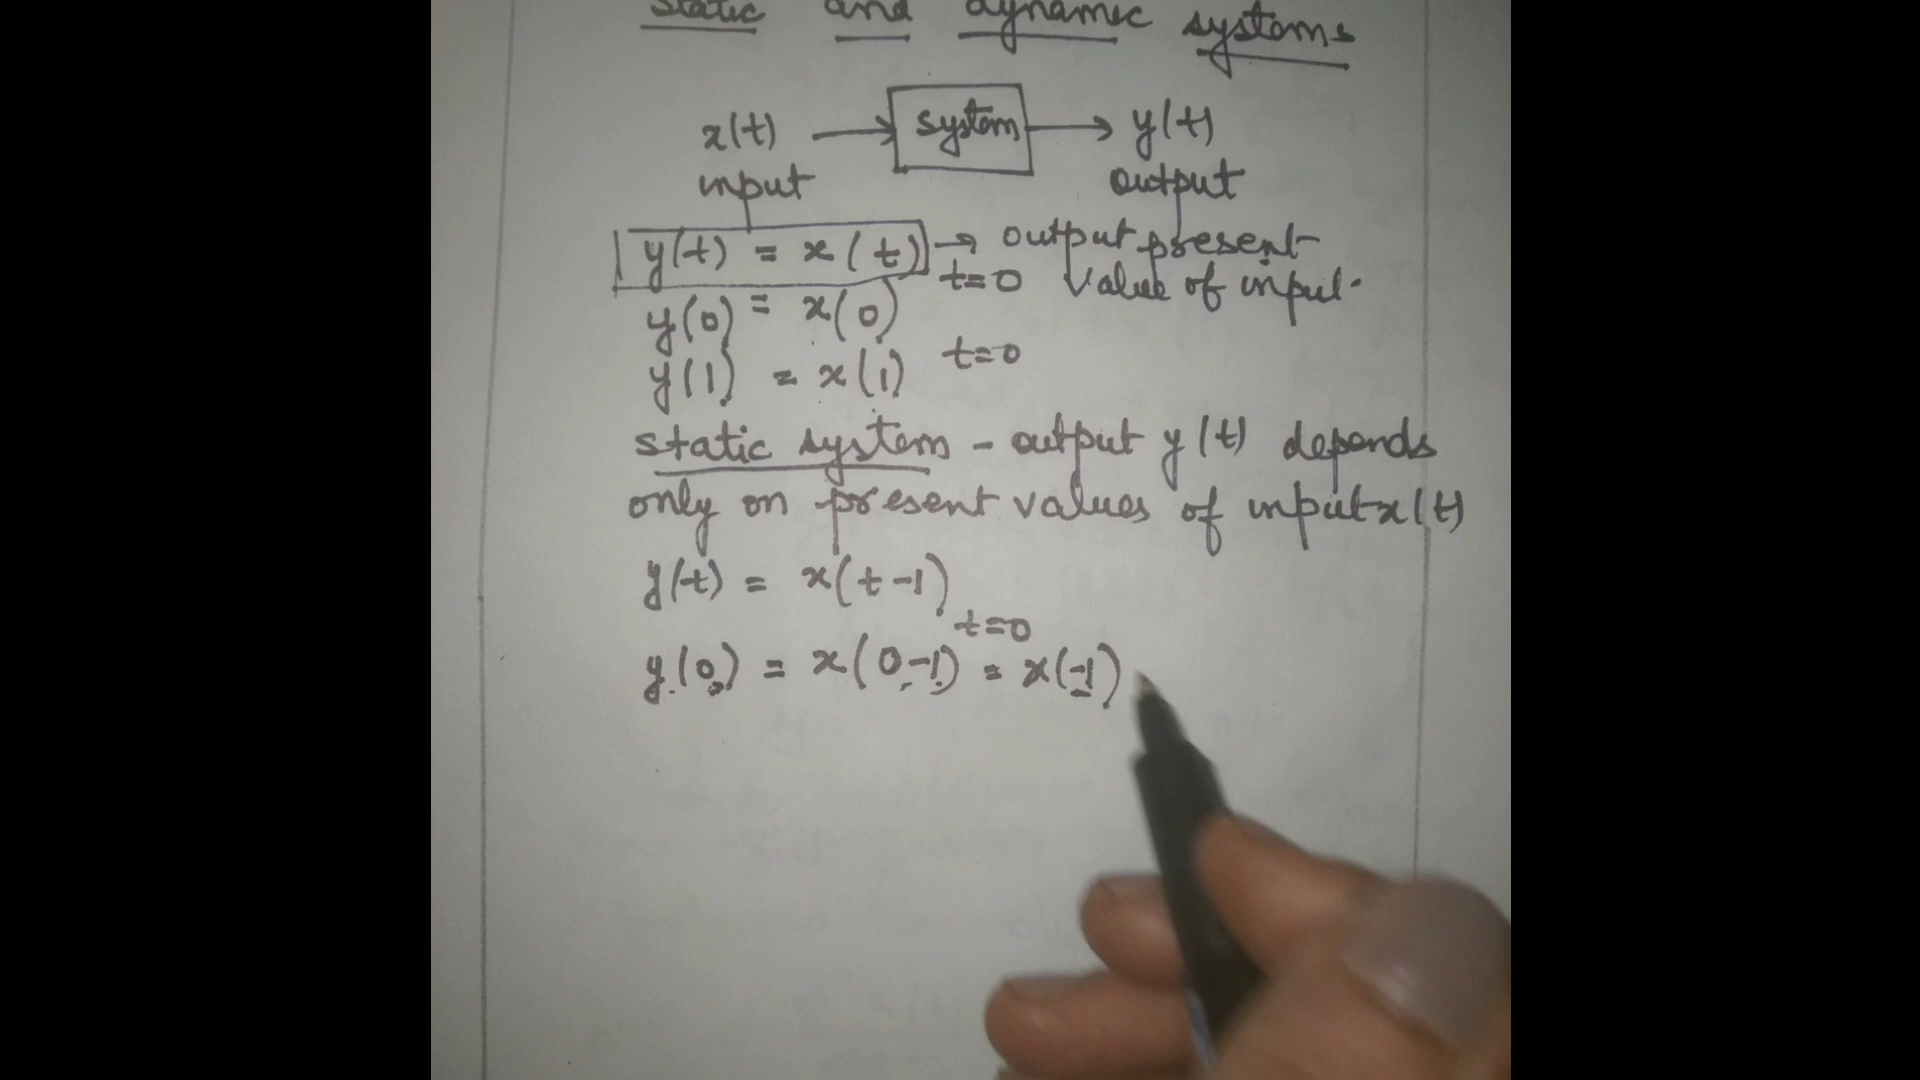 static and dynamic systems
x(t) → system → y(t)
input output
y(t) = x(t) → output present
t=0 value of input.
y(0) = x(0)
t=0
y(1) = x(1)
static system - output y(t) depends
only on present values of input x(t)
y(t) = x(t-1)
t=0
y(0) = x(0-1) = x(-1)